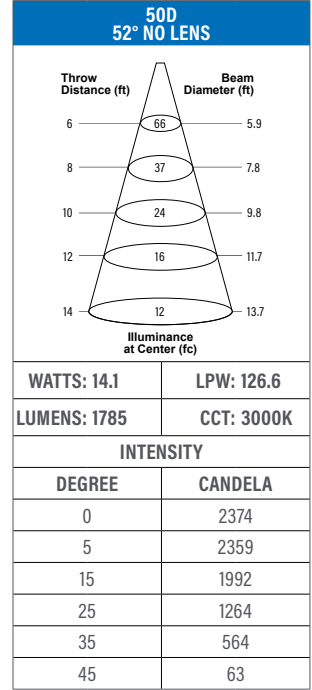 50D
52° NO LENS
Throw Beam
Distance (ft) Diameter (ft)
6 66 5.9
8 37 7.8
10 24 9.8
12 16 11.7
14 12 13.7
Illuminance
at Center (fc)
WATTS: 14.1 LPW: 126.6
LUMENS: 1785 CCT: 3000K
INTENSITY
DEGREE CANDELA
0 2374
5 2359
15 1992
25 1264
35 564
45 63